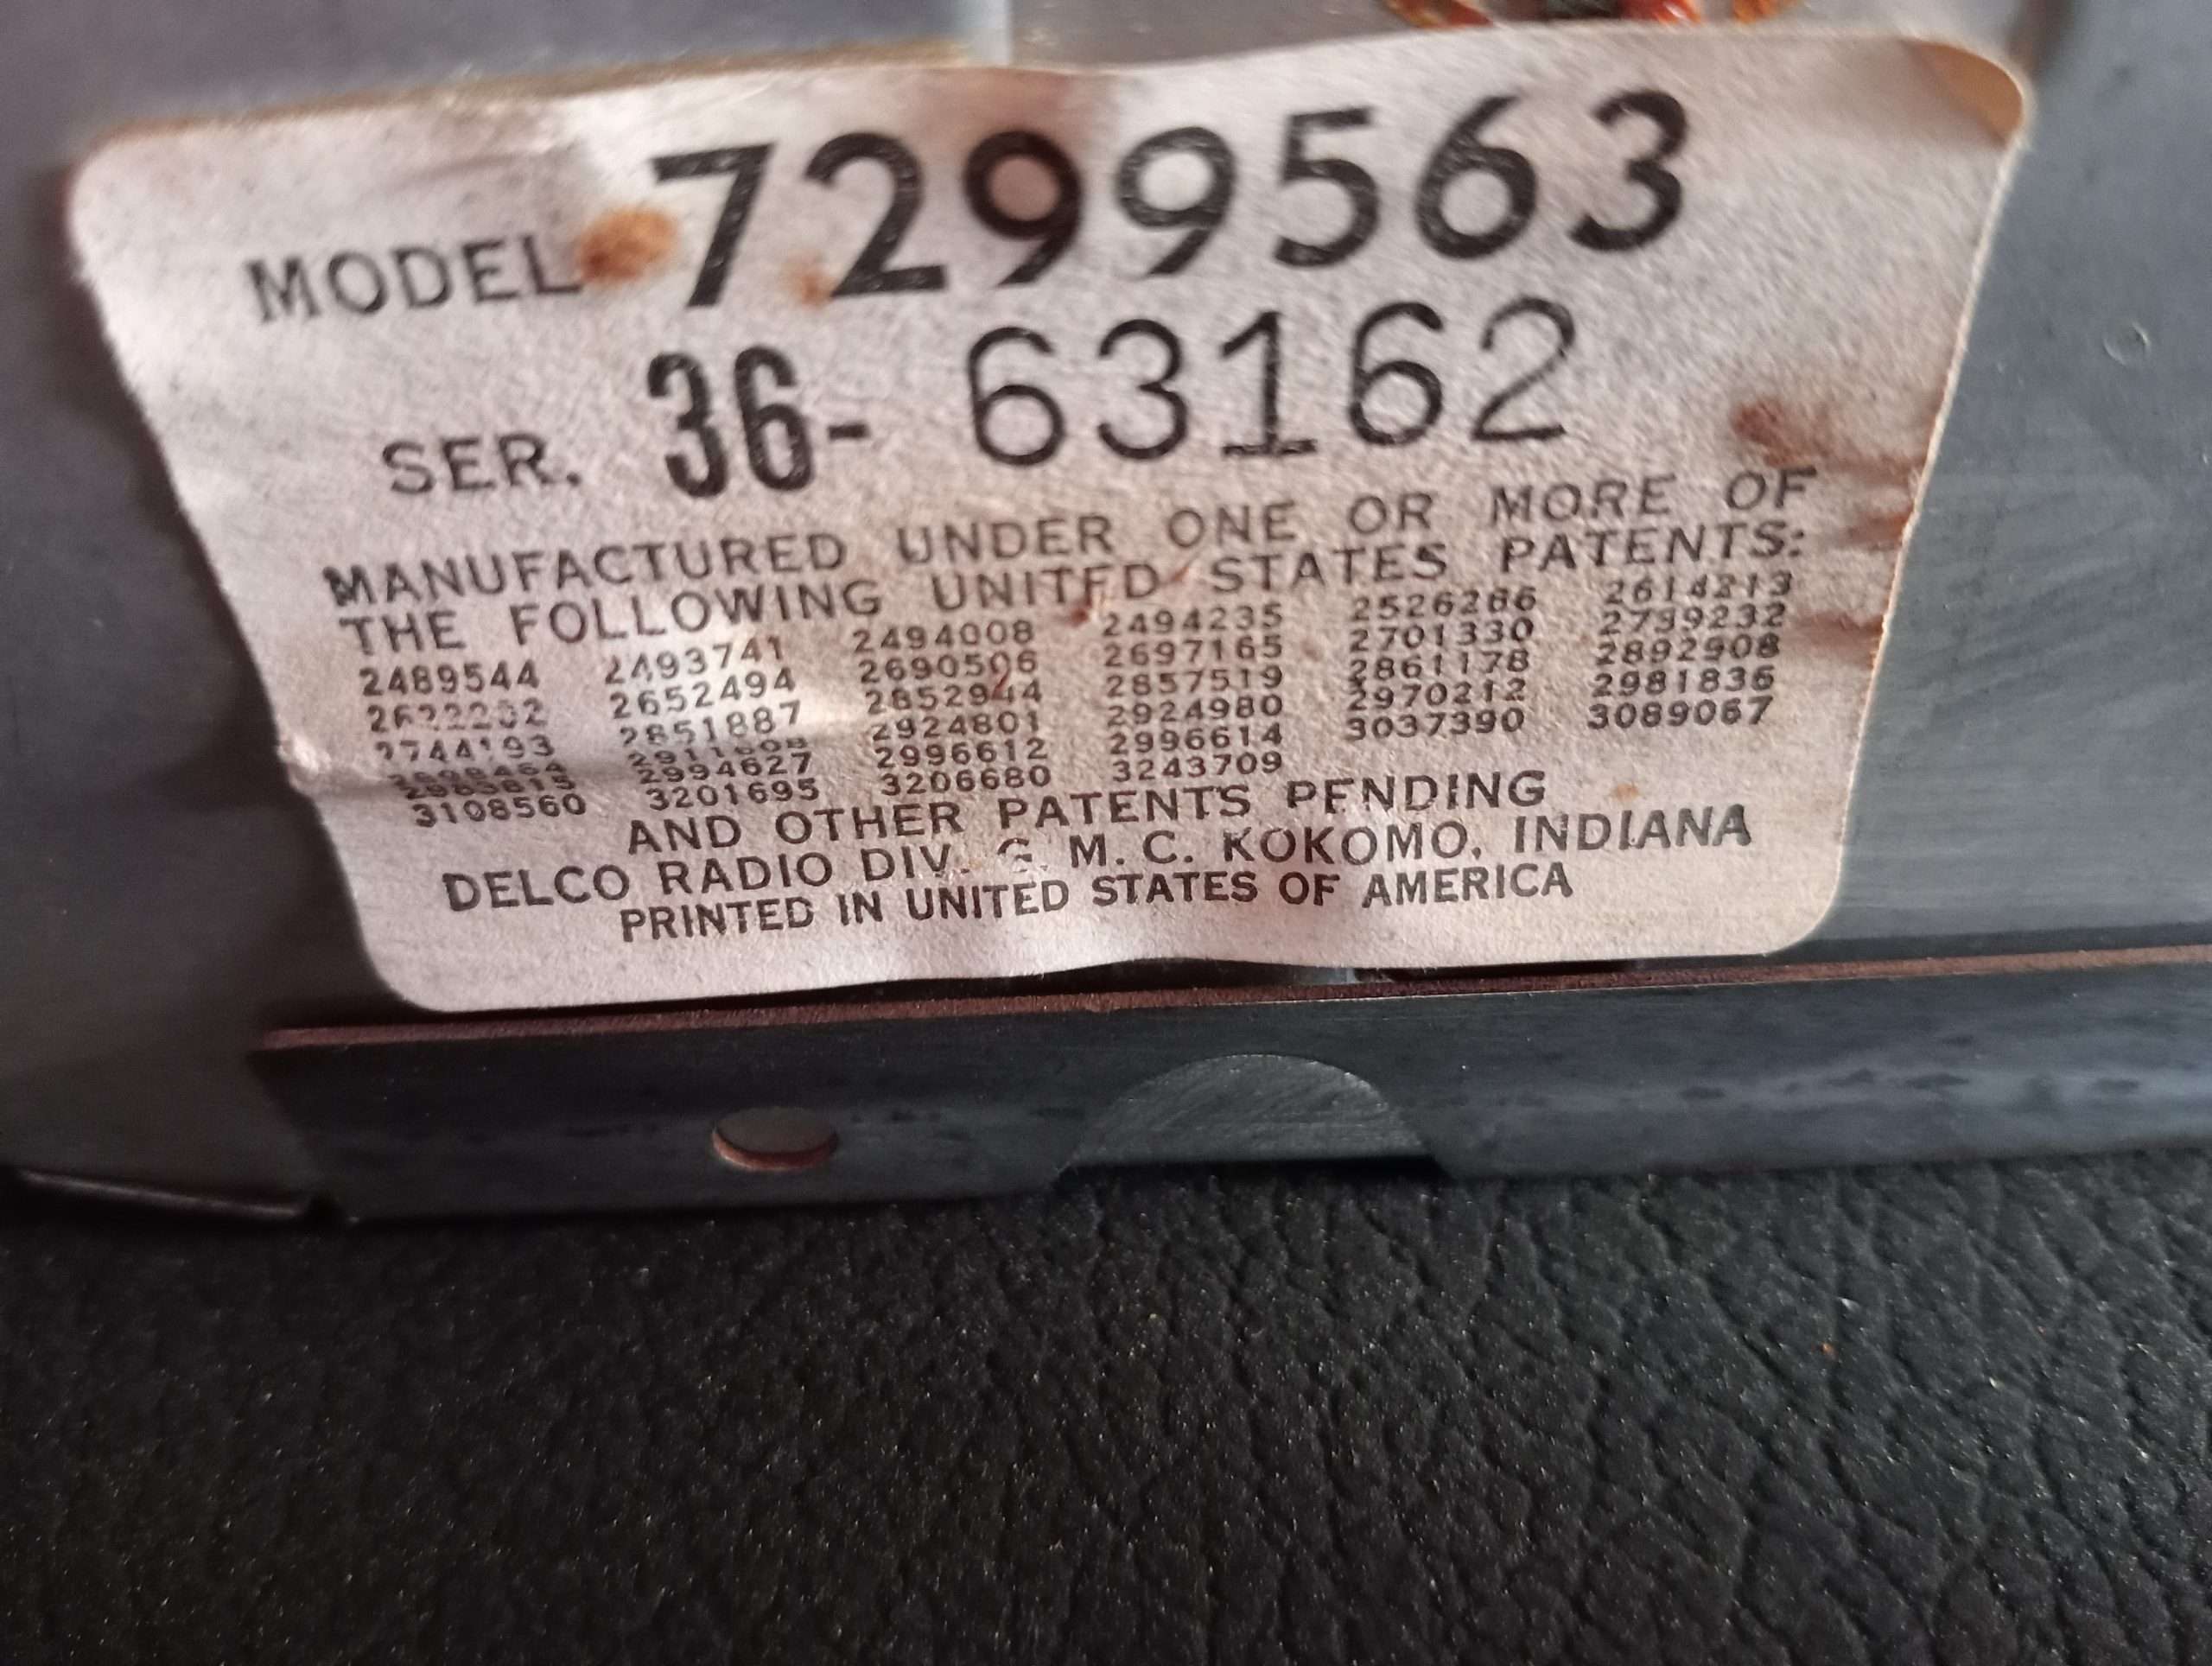 MODEL 7299563
SER. 36- 63162
MANUFACTURED UNDER ONE OR MORE OF
THE FOLLOWING UNITED STATES PATENTS:
2489544 2493741 2494008 2494235 2526266 2614213
2652494 2690506 2697165 2701330 2739232
2851887 2852944 2857519 2861178 2892908
2924801 2924980 2970212 2981836
2994627 2996612 2996614 3037390 3089067
3108560 3201695 3206680 3243709
AND OTHER PATENTS PENDING
DELCO RADIO DIV. G. M. C. KOKOMO, INDIANA
PRINTED IN UNITED STATES OF AMERICA